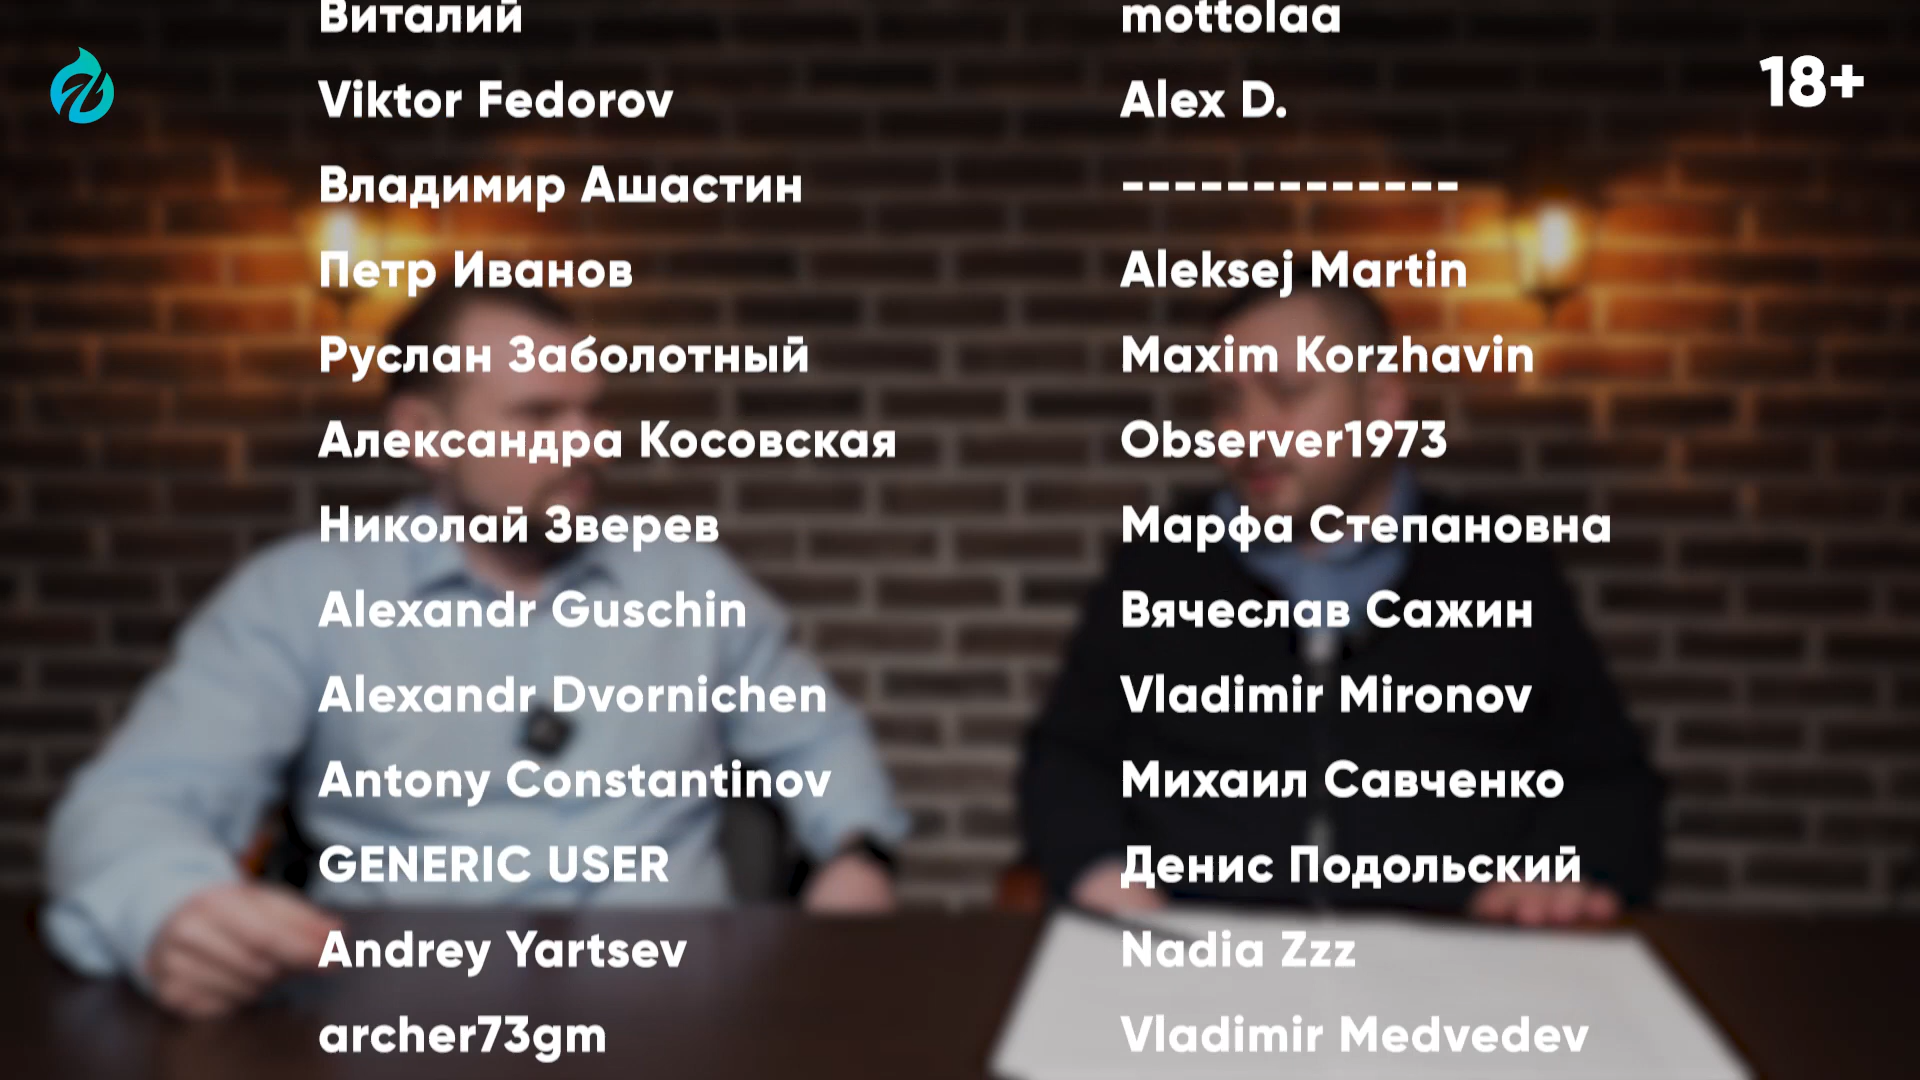 Виталий
Viktor Fedorov
Владимир Ашастин
Петр Иванов
Руслан Заболотный
Александра Косовская
Николай Зверев
Alexandr Guschin
Alexandr Dvornichen
Antony Constantinov
GENERIC USER
Andrey Yartsev
archer73gm
mottolaa
Alex D.
-------------
Aleksej Martin
Maxim Korzhavin
Observer1973
Марфа Степановна
Вячеслав Сажин
Vladimir Mironov
Михаил Савченко
Денис Подольский
Nadia Zzz
Vladimir Medvedev
18+